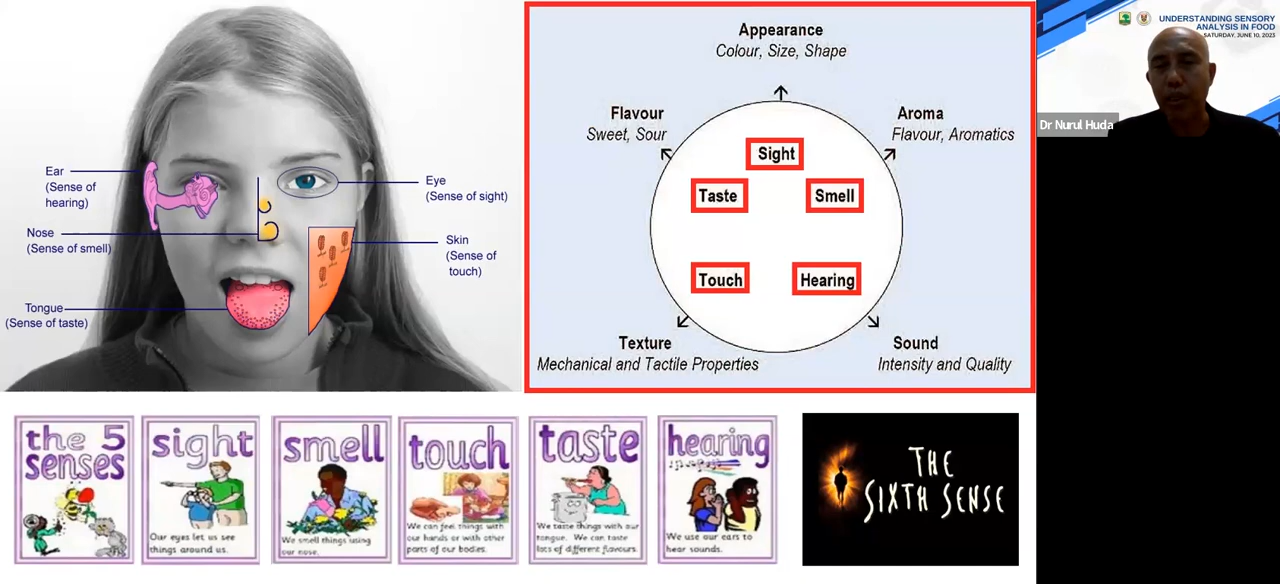 Ear
(Sense of
hearing)
Nose
(Sense of smell)
Tongue
(Sense of taste)
Eye
(Sense of sight)
Skin
(Sense of
touch)
Appearance
Colour, Size, Shape
Flavour
Sweet, Sour
Aroma
Flavour, Aromatics
Sight
Taste
Smell
Touch
Hearing
Texture
Mechanical and Tactile Properties
Sound
Intensity and Quality
UNDERSTANDING SENSORY
ANALYSIS IN FOOD
SATURDAY, JUNE 10, 2023
Dr Nurul Huda
the 5
senses
sight
Our eyes let us see
things around us.
smell
We smell things using
our nose.
touch
We can feel things with
our hands or with other
parts of our bodies.
taste
We taste things with our
tongue. We can taste
lots of different flavours.
hearing
We use our ears to
hear sounds.
THE
SIXTH SENSE